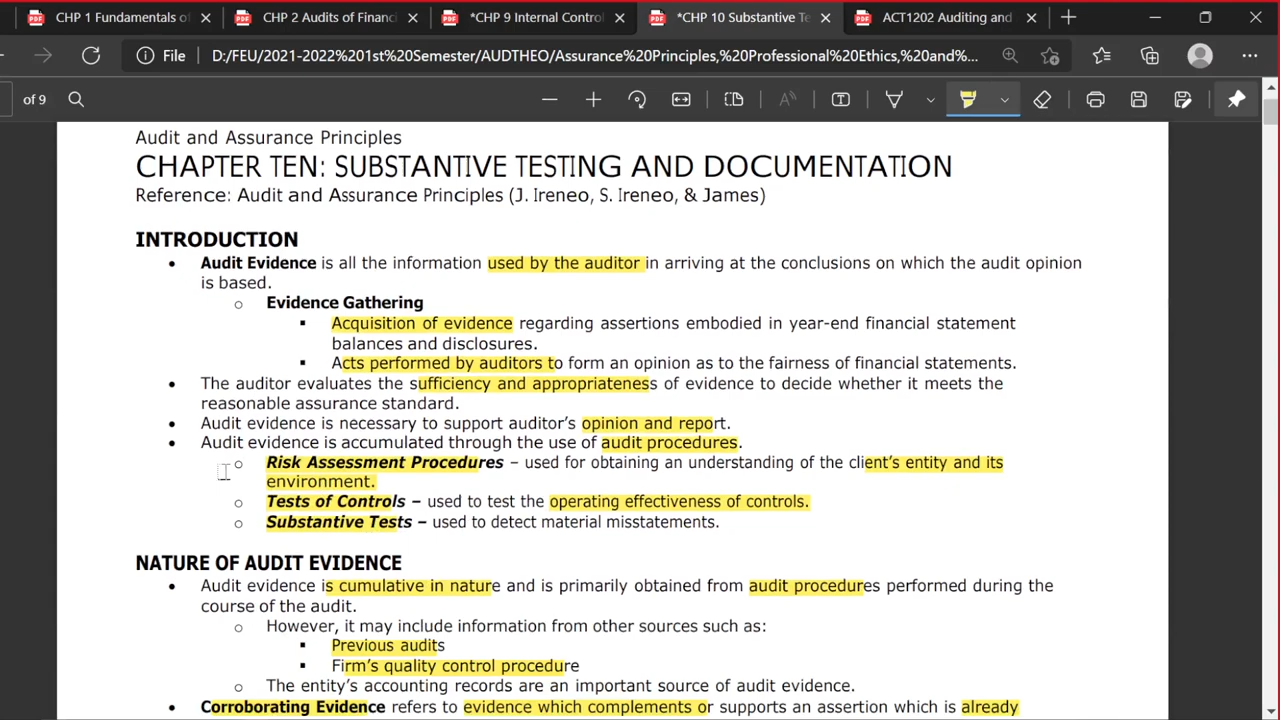 CHP 1 Fundamentals of
CHP 2 Audits of Financi
*CHP 9 Internal Control
*CHP 10 Substantive Te
ACT1202 Auditing and
File
D:/FEU/2021-2022%201st%20Semester/AUDTHEO/Assurance%20Principles,%20Professional%20Ethics,%20and%...
of 9
Audit and Assurance Principles
CHAPTER TEN: SUBSTANTIVE TESTING AND DOCUMENTATION
Reference: Audit and Assurance Principles (J. Ireneo, S. Ireneo, & James)
INTRODUCTION
• Audit Evidence is all the information used by the auditor in arriving at the conclusions on which the audit opinion
is based.
o Evidence Gathering
▪ Acquisition of evidence regarding assertions embodied in year-end financial statement
balances and disclosures.
▪ Acts performed by auditors to form an opinion as to the fairness of financial statements.
• The auditor evaluates the sufficiency and appropriateness of evidence to decide whether it meets the
reasonable assurance standard.
• Audit evidence is necessary to support auditor's opinion and report.
• Audit evidence is accumulated through the use of audit procedures.
o Risk Assessment Procedures – used for obtaining an understanding of the client's entity and its
environment.
o Tests of Controls – used to test the operating effectiveness of controls.
o Substantive Tests – used to detect material misstatements.
NATURE OF AUDIT EVIDENCE
• Audit evidence is cumulative in nature and is primarily obtained from audit procedures performed during the
course of the audit.
o However, it may include information from other sources such as:
▪ Previous audits
▪ Firm's quality control procedure
o The entity's accounting records are an important source of audit evidence.
• Corroborating Evidence refers to evidence which complements or supports an assertion which is already